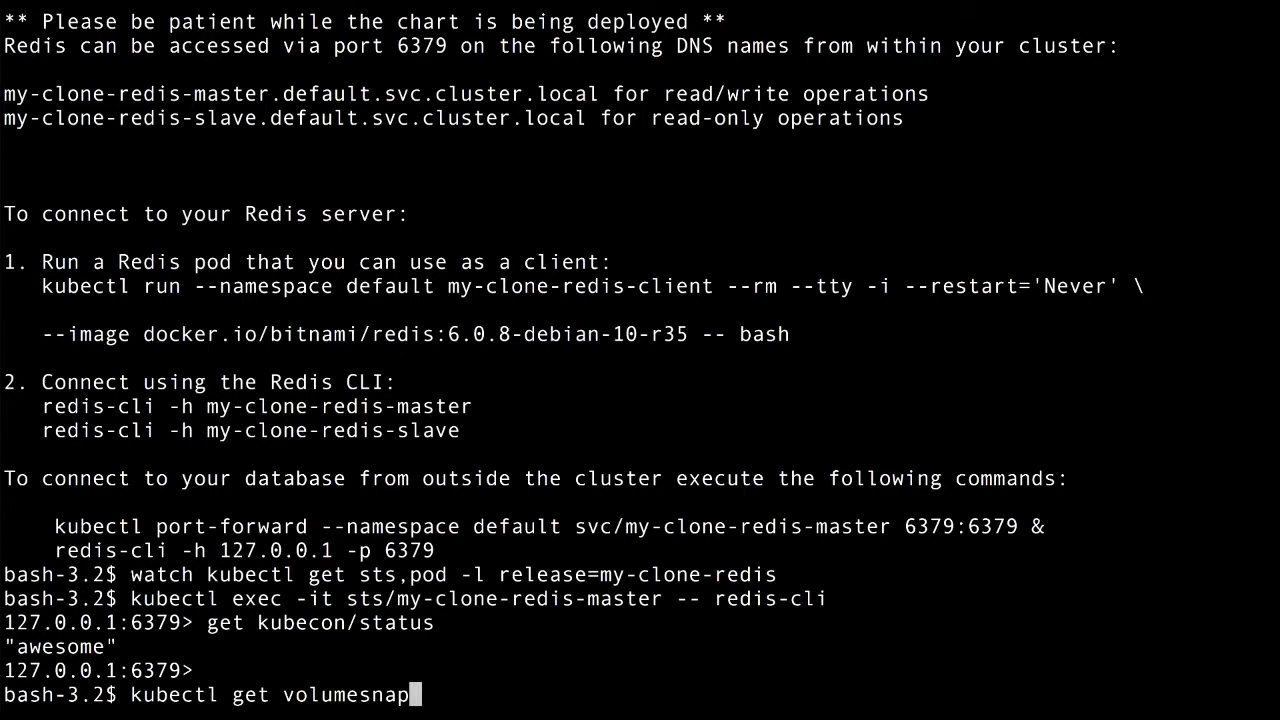 ** Please be patient while the chart is being deployed **
Redis can be accessed via port 6379 on the following DNS names from within your cluster:
my-clone-redis-master.default.svc.cluster.local for read/write operations
my-clone-redis-slave.default.svc.cluster.local for read-only operations
To connect to your Redis server:
1. Run a Redis pod that you can use as a client:
kubectl run --namespace default my-clone-redis-client --rm --tty -i --restart='Never' \
--image docker.io/bitnami/redis:6.0.8-debian-10-r35 -- bash
2. Connect using the Redis CLI:
redis-cli -h my-clone-redis-master
redis-cli -h my-clone-redis-slave
To connect to your database from outside the cluster execute the following commands:
kubectl port-forward --namespace default svc/my-clone-redis-master 6379:6379 &
redis-cli -h 127.0.0.1 -p 6379
bash-3.2$ watch kubectl get sts,pod -l release=my-clone-redis
bash-3.2$ kubectl exec -it sts/my-clone-redis-master -- redis-cli
127.0.0.1:6379> get kubecon/status
"awesome"
127.0.0.1:6379>
bash-3.2$ kubectl get volumesnap